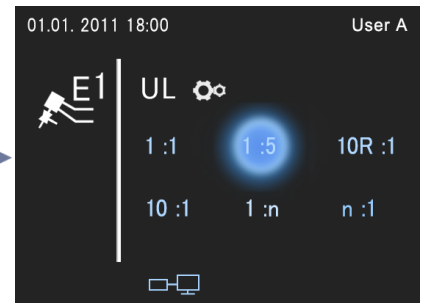 01.01. 2011 18:00 User A
E1
UL
1 :1 1 :5 10R :1
10 :1 1 :n n :1